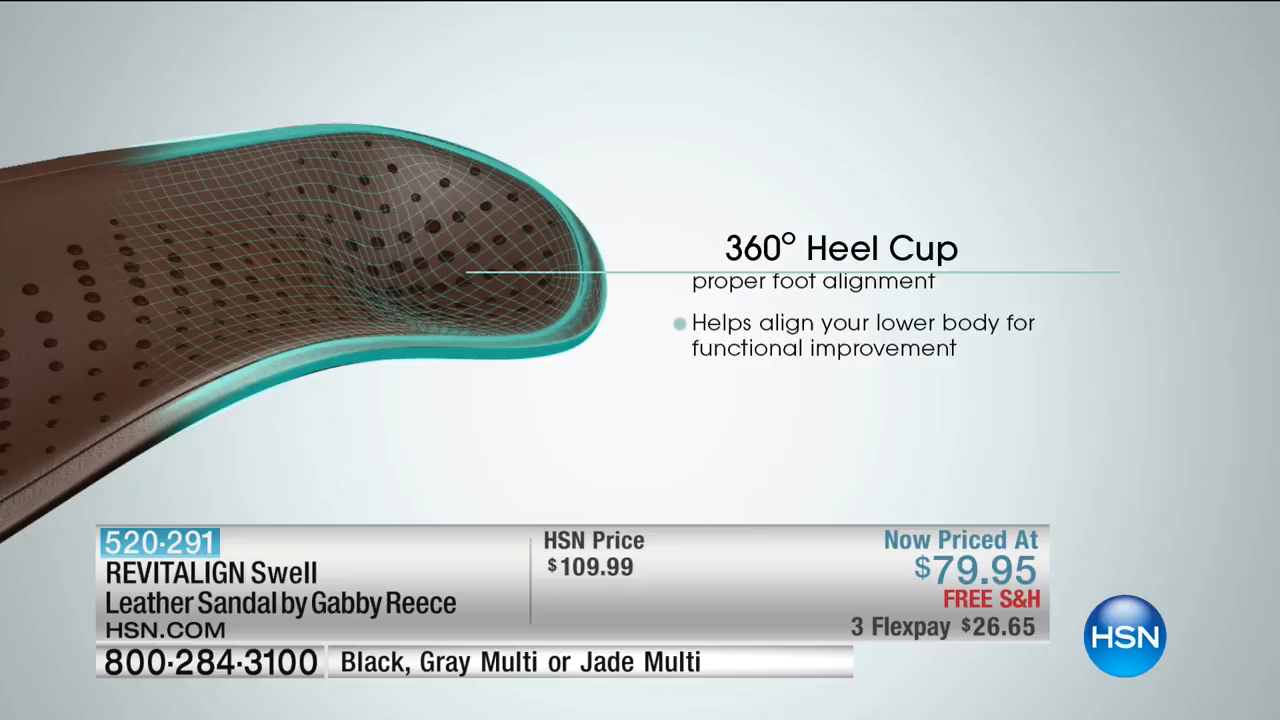 360° Heel Cup
proper foot alignment
Helps align your lower body for
functional improvement
520·291
REVITALIGN Swell
Leather Sandal by Gabby Reece
HSN.COM
HSN Price
$109.99
Now Priced At
$79.95
FREE S&H
3 Flexpay $26.65
HSN
800·284·3100
Black, Gray Multi or Jade Multi